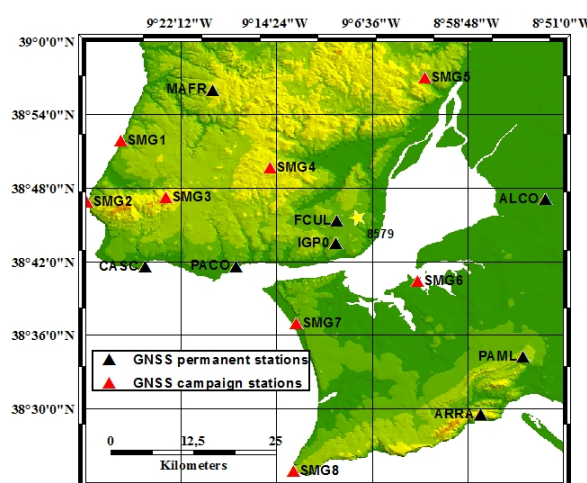 9°22'12"W 9°14'24"W 9°6'36"W 8°58'48"W 8°51'0"W
39°0'0"N
SMG5
MAFR
38°54'0"N
SMG1
SMG4
38°48'0"N
SMG2 SMG3 ALCO
FCUL
8579
IGP0
38°42'0"N
CASC PACO
SMG6
SMG7
38°36'0"N
GNSS permanent stations
PAML
GNSS campaign stations
38°30'0"N
ARRA
0 12,5 25
Kilometers
SMG8